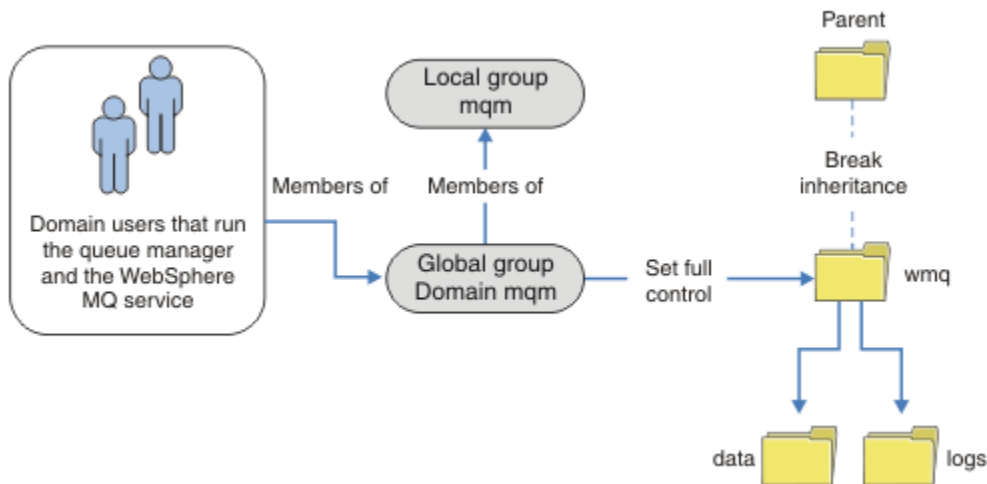 Parent
Local group
mqm
Break
inheritance
Members of
Members of
Domain users that run
the queue manager
and the WebSphere
MQ service
Global group
Domain mqm
Set full
control
wmq
data
logs